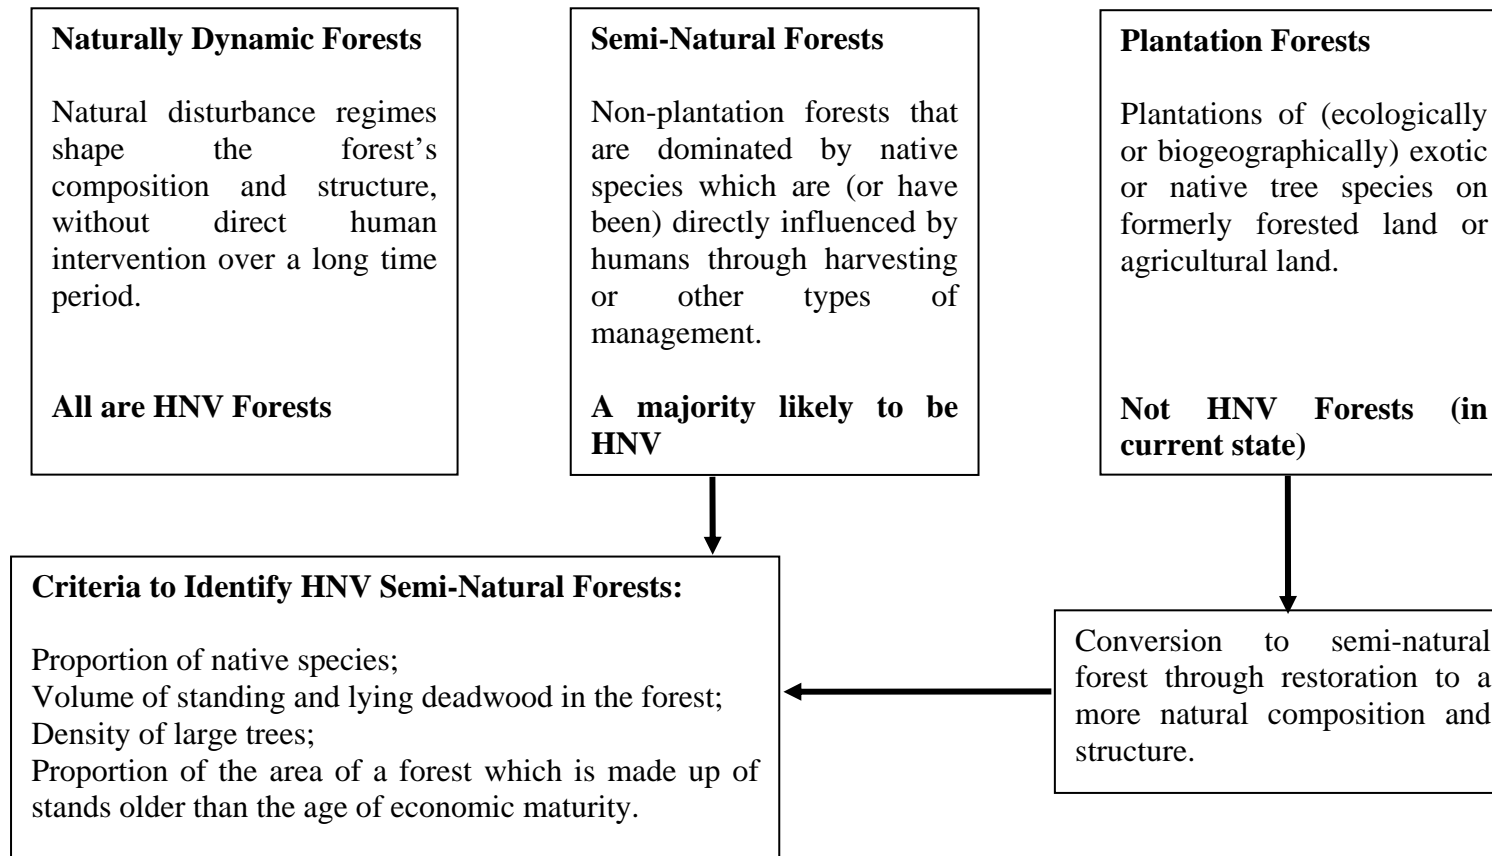 Naturally Dynamic Forests
Natural disturbance regimes
shape the forest’s
composition and structure,
without direct human
intervention over a long time
period.
All are HNV Forests
Semi-Natural Forests
Non-plantation forests that
are dominated by native
species which are (or have
been) directly influenced by
humans through harvesting
or other types of
management.
A majority likely to be
HNV
Plantation Forests
Plantations of (ecologically
or biogeographically) exotic
or native tree species on
formerly forested land or
agricultural land.
Not HNV Forests (in
current state)
Criteria to Identify HNV Semi-Natural Forests:
Proportion of native species;
Volume of standing and lying deadwood in the forest;
Density of large trees;
Proportion of the area of a forest which is made up of
stands older than the age of economic maturity.
Conversion to semi-natural
forest through restoration to a
more natural composition and
structure.